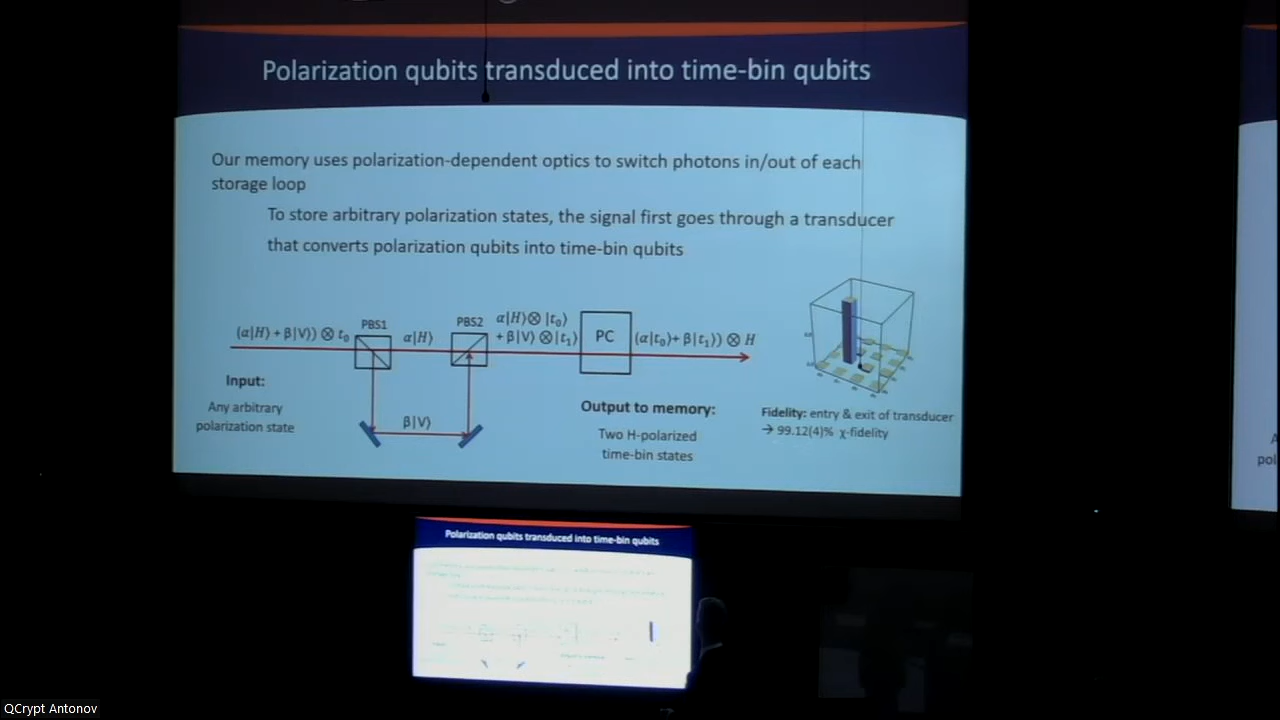 Polarization qubits transduced into time-bin qubits
Our memory uses polarization-dependent optics to switch photons in/out of each
storage loop
To store arbitrary polarization states, the signal first goes through a transducer
that converts polarization qubits into time-bin qubits
(α|H⟩ + β|V⟩) ⊗ t₀
PBS1
α|H⟩
PBS2
α|H⟩⊗ |t₀⟩
+ β|V⟩ ⊗|t₁⟩
PC
(α|t₀⟩+ β|t₁⟩) ⊗ H
β|V⟩
Input:
Any arbitrary
polarization state
Output to memory:
Two H-polarized
time-bin states
Fidelity: entry & exit of transducer
→ 99.12(4)% χ-fidelity
Polarization qubits transduced into time-bin qubits
pol
QCrypt Antonov